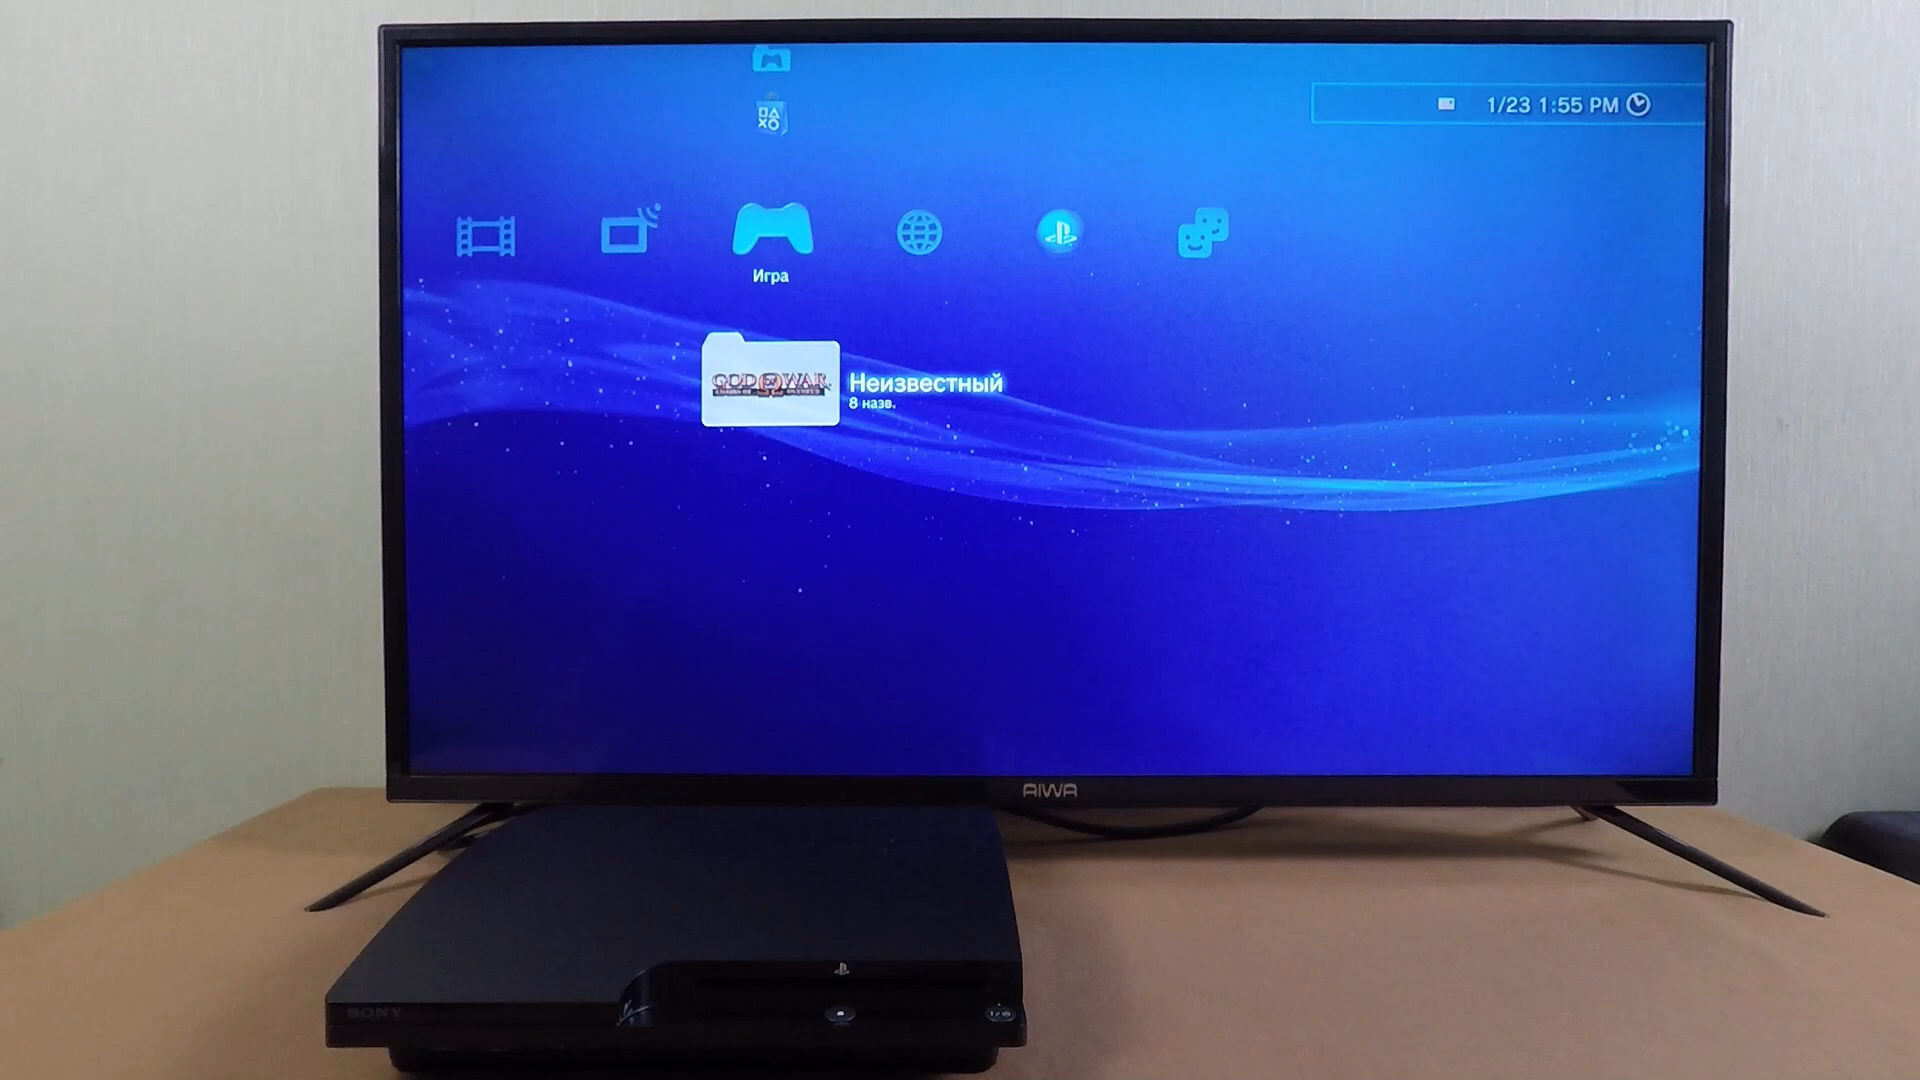 1/23 1:55 PM
Игра
GOD OF WAR
Неизвестный
8 назв.
AIWA
SONY